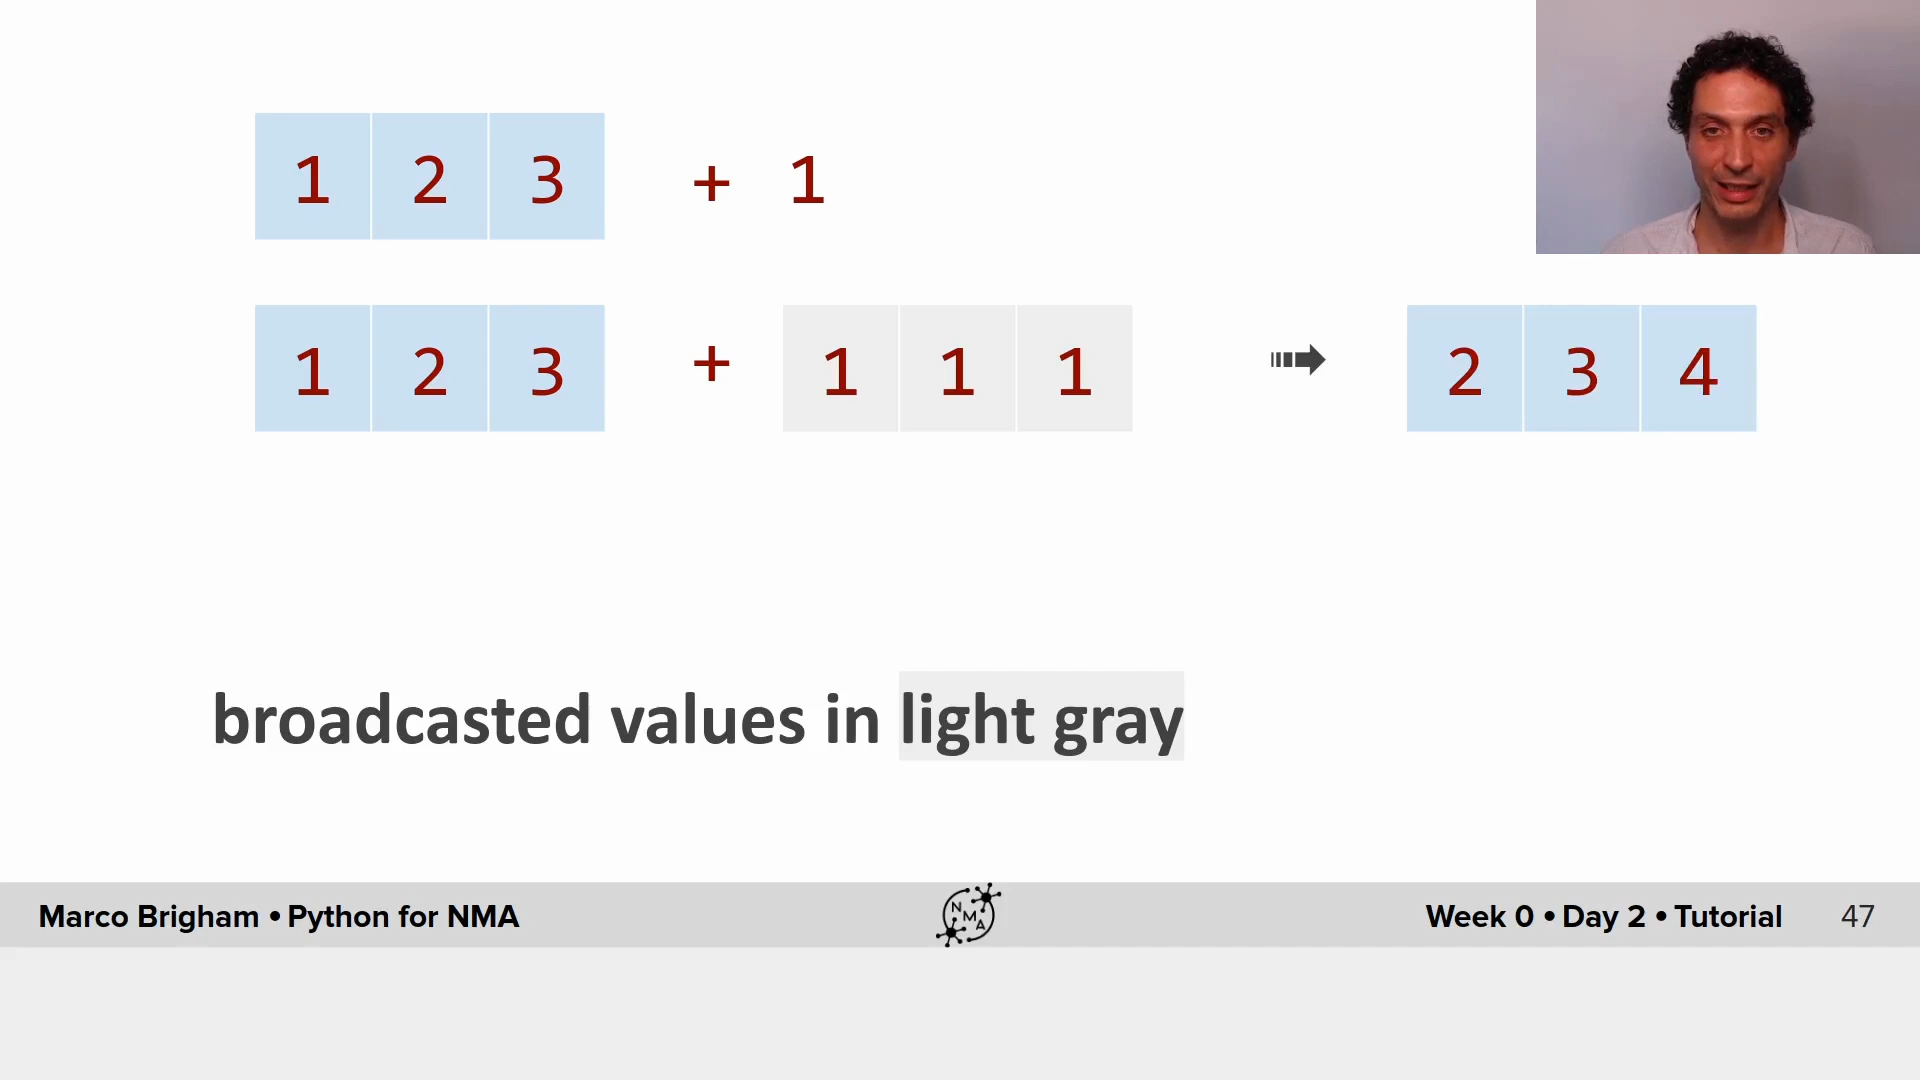 1 2 3 + 1
1 2 3 + 1 1 1 ➟ 2 3 4
broadcasted values in light gray
Marco Brigham • Python for NMA
NMA
Week 0 • Day 2 • Tutorial 47